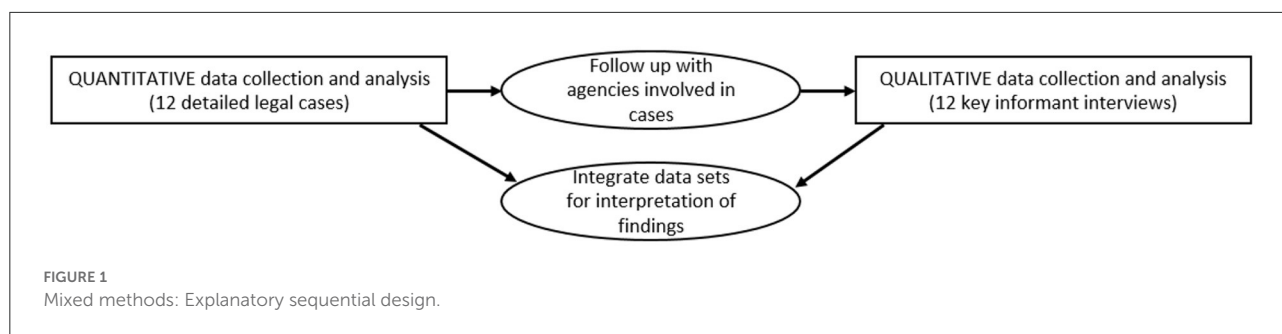 QUANTITATIVE data collection and analysis
(12 detailed legal cases)
Follow up with
agencies involved in
cases
QUALITATIVE data collection and analysis
(12 key informant interviews)
Integrate data sets
for interpretation of
findings
FIGURE 1
Mixed methods: Explanatory sequential design.